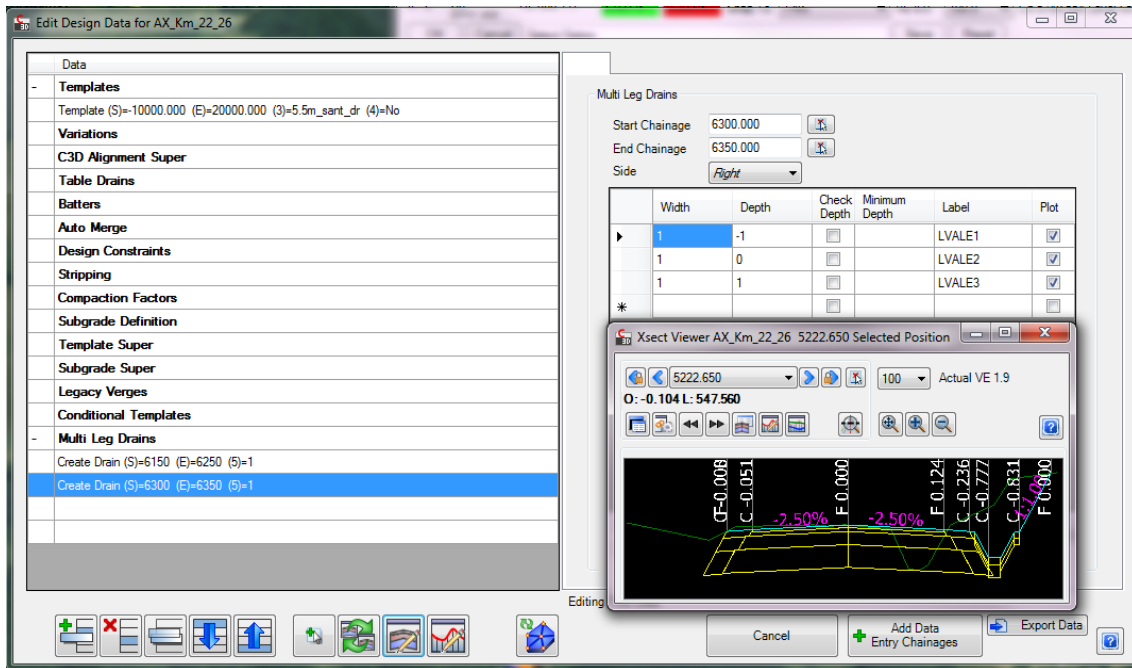 Edit Design Data for AX_Km_22_26
Data
- Templates
Template (S)=-10000.000 (E)=20000.000 (3)=5.5m_sant_dr (4)=No
Variations
C3D Alignment Super
Table Drains
Batters
Auto Merge
Design Constraints
Stripping
Compaction Factors
Subgrade Definition
Template Super
Subgrade Super
Legacy Verges
Conditional Templates
- Multi Leg Drains
Create Drain (S)=6150 (E)=6250 (5)=1
Create Drain (S)=6300 (E)=6350 (5)=1
Multi Leg Drains
Start Chainage 6300.000
End Chainage 6350.000
Side Right
Width Depth Check Depth Minimum Depth Label Plot
1 -1 LVALE1
1 0 LVALE2
1 1 LVALE3
Xsect Viewer AX_Km_22_26 5222.650 Selected Position
5222.650 100 Actual VE 1.9
O: -0.104 L: 547.560
C -0.051
-2.50%
F 0.000
-2.50%
F 0.124
C -0.236
C -0.777
C -0.831
F 0.000
Editing
Cancel
Add Data
Entry Chainages
Export Data